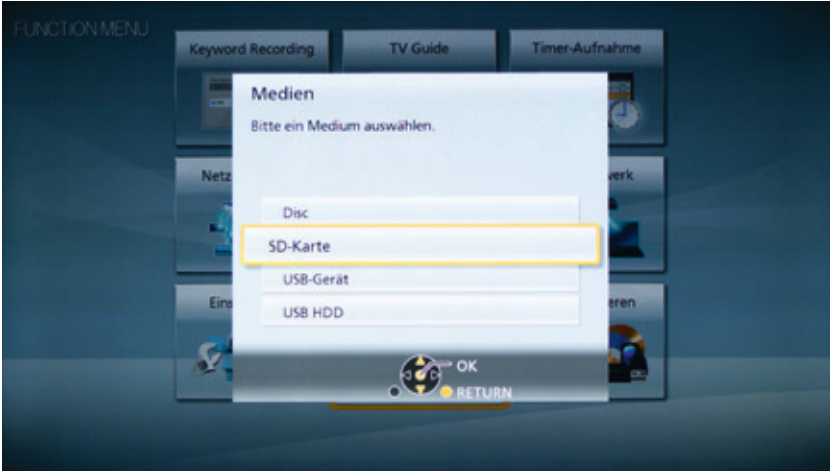 FUNCTION MENU
Keyword Recording
TV Guide
Timer-Aufnahme
Medien
Bitte ein Medium auswählen.
Netz
werk
Disc
SD-Karte
USB-Gerät
Eins
eren
USB HDD
OK
RETURN